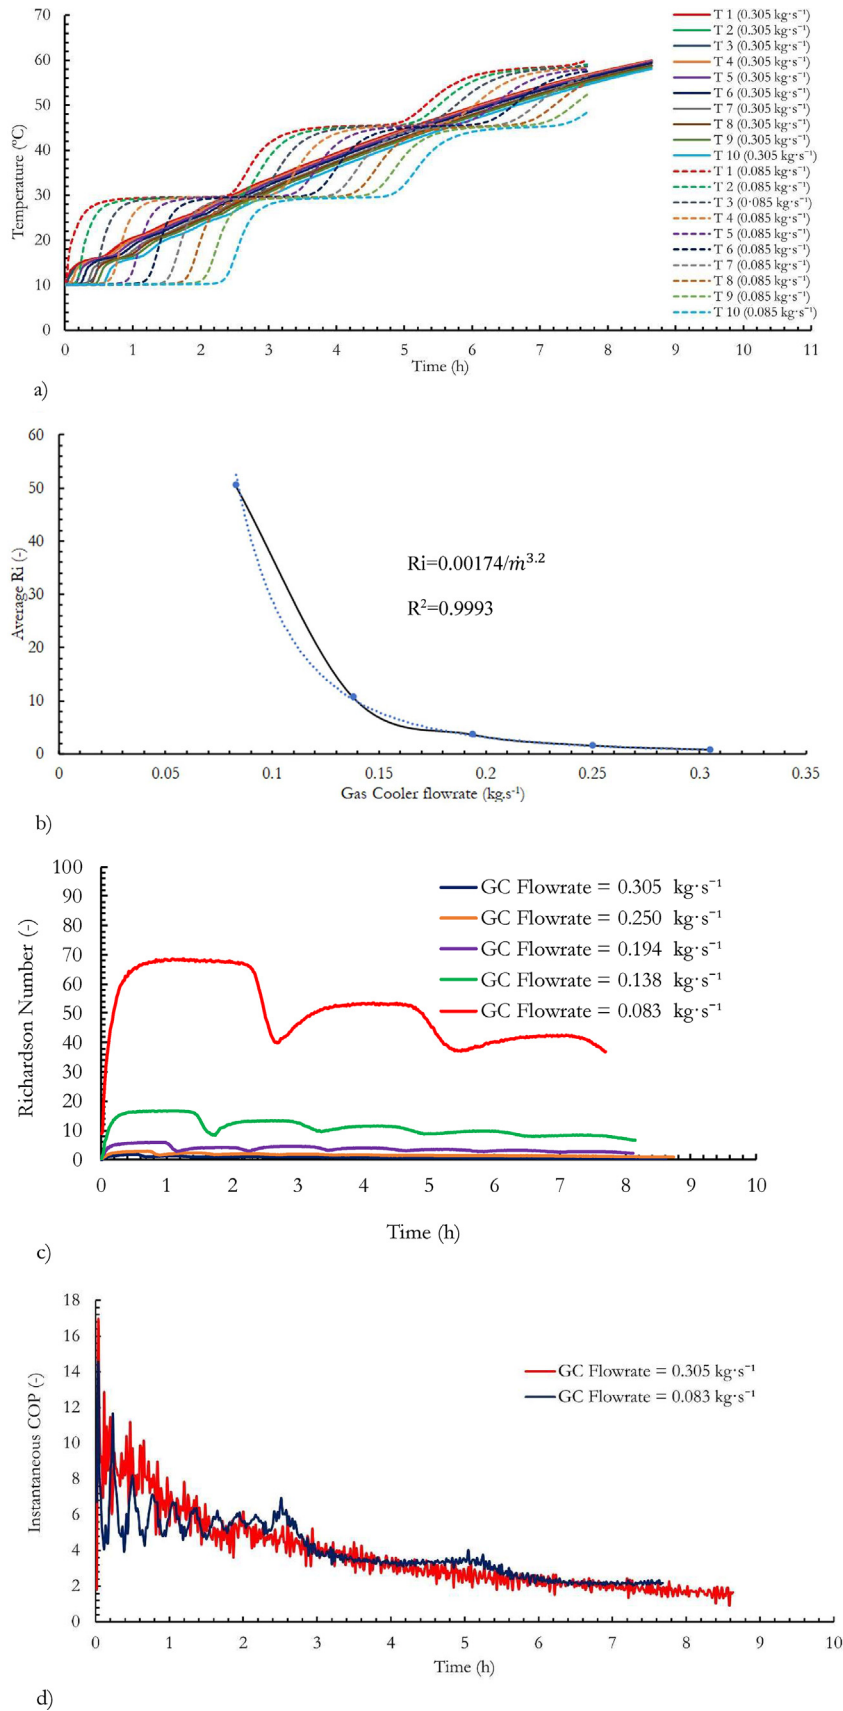 70
60
50
40
30
20
10
0
Temperature (°C)
0 1 2 3 4 5 6 7 8 9 10 11
Time (h)
T 1 (0.305 kg·s⁻¹)
T 2 (0.305 kg·s⁻¹)
T 3 (0.305 kg·s⁻¹)
T 4 (0.305 kg·s⁻¹)
T 5 (0.305 kg·s⁻¹)
T 6 (0.305 kg·s⁻¹)
T 7 (0.305 kg·s⁻¹)
T 8 (0.305 kg·s⁻¹)
T 9 (0.305 kg·s⁻¹)
T 10 (0.305 kg·s⁻¹)
T 1 (0.085 kg·s⁻¹)
T 2 (0.085 kg·s⁻¹)
T 3 (0·085 kg·s⁻¹)
T 4 (0.085 kg·s⁻¹)
T 5 (0.085 kg·s⁻¹)
T 6 (0.085 kg·s⁻¹)
T 7 (0.085 kg·s⁻¹)
T 8 (0.085 kg·s⁻¹)
T 9 (0.085 kg·s⁻¹)
T 10 (0.085 kg·s⁻¹)
a)
60
50
40
30
20
10
0
Average Ri (-)
Ri=0.00174/ṁ³·²
R²=0.9993
0 0.05 0.1 0.15 0.2 0.25 0.3 0.35
Gas Cooler flowrate (kg.s⁻¹)
b)
100
90
80
70
60
50
40
30
20
10
0
Richardson Number (-)
GC Flowrate = 0.305 kg·s⁻¹
GC Flowrate = 0.250 kg·s⁻¹
GC Flowrate = 0.194 kg·s⁻¹
GC Flowrate = 0.138 kg·s⁻¹
GC Flowrate = 0.083 kg·s⁻¹
0 1 2 3 4 5 6 7 8 9 10
Time (h)
c)
18
16
14
12
10
8
6
4
2
0
Instantaneous COP (-)
GC Flowrate = 0.305 kg·s⁻¹
GC Flowrate = 0.083 kg·s⁻¹
0 1 2 3 4 5 6 7 8 9 10
Time (h)
d)